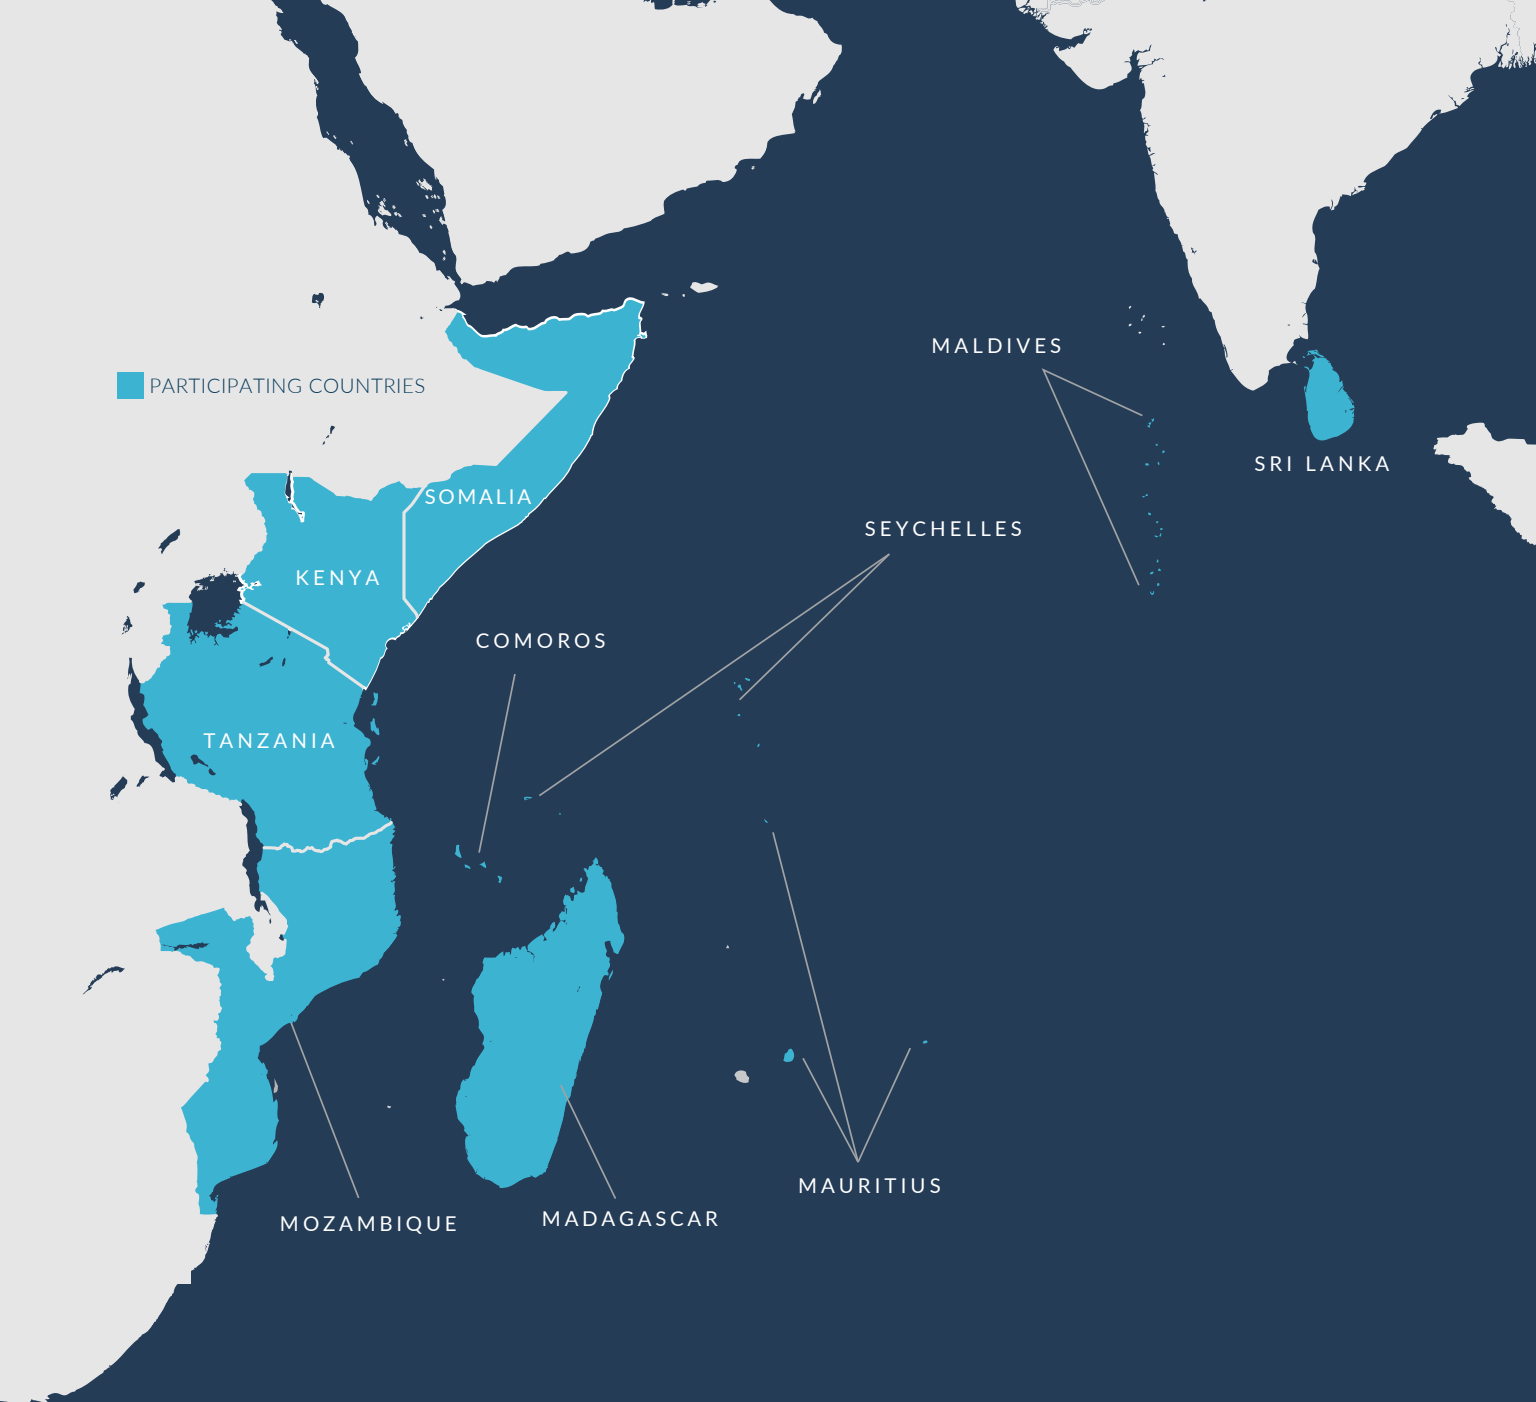 MALDIVES
PARTICIPATING COUNTRIES
SRI LANKA
SOMALIA
SEYCHELLES
KENYA
COMOROS
TANZANIA
MAURITIUS
MADAGASCAR
MOZAMBIQUE